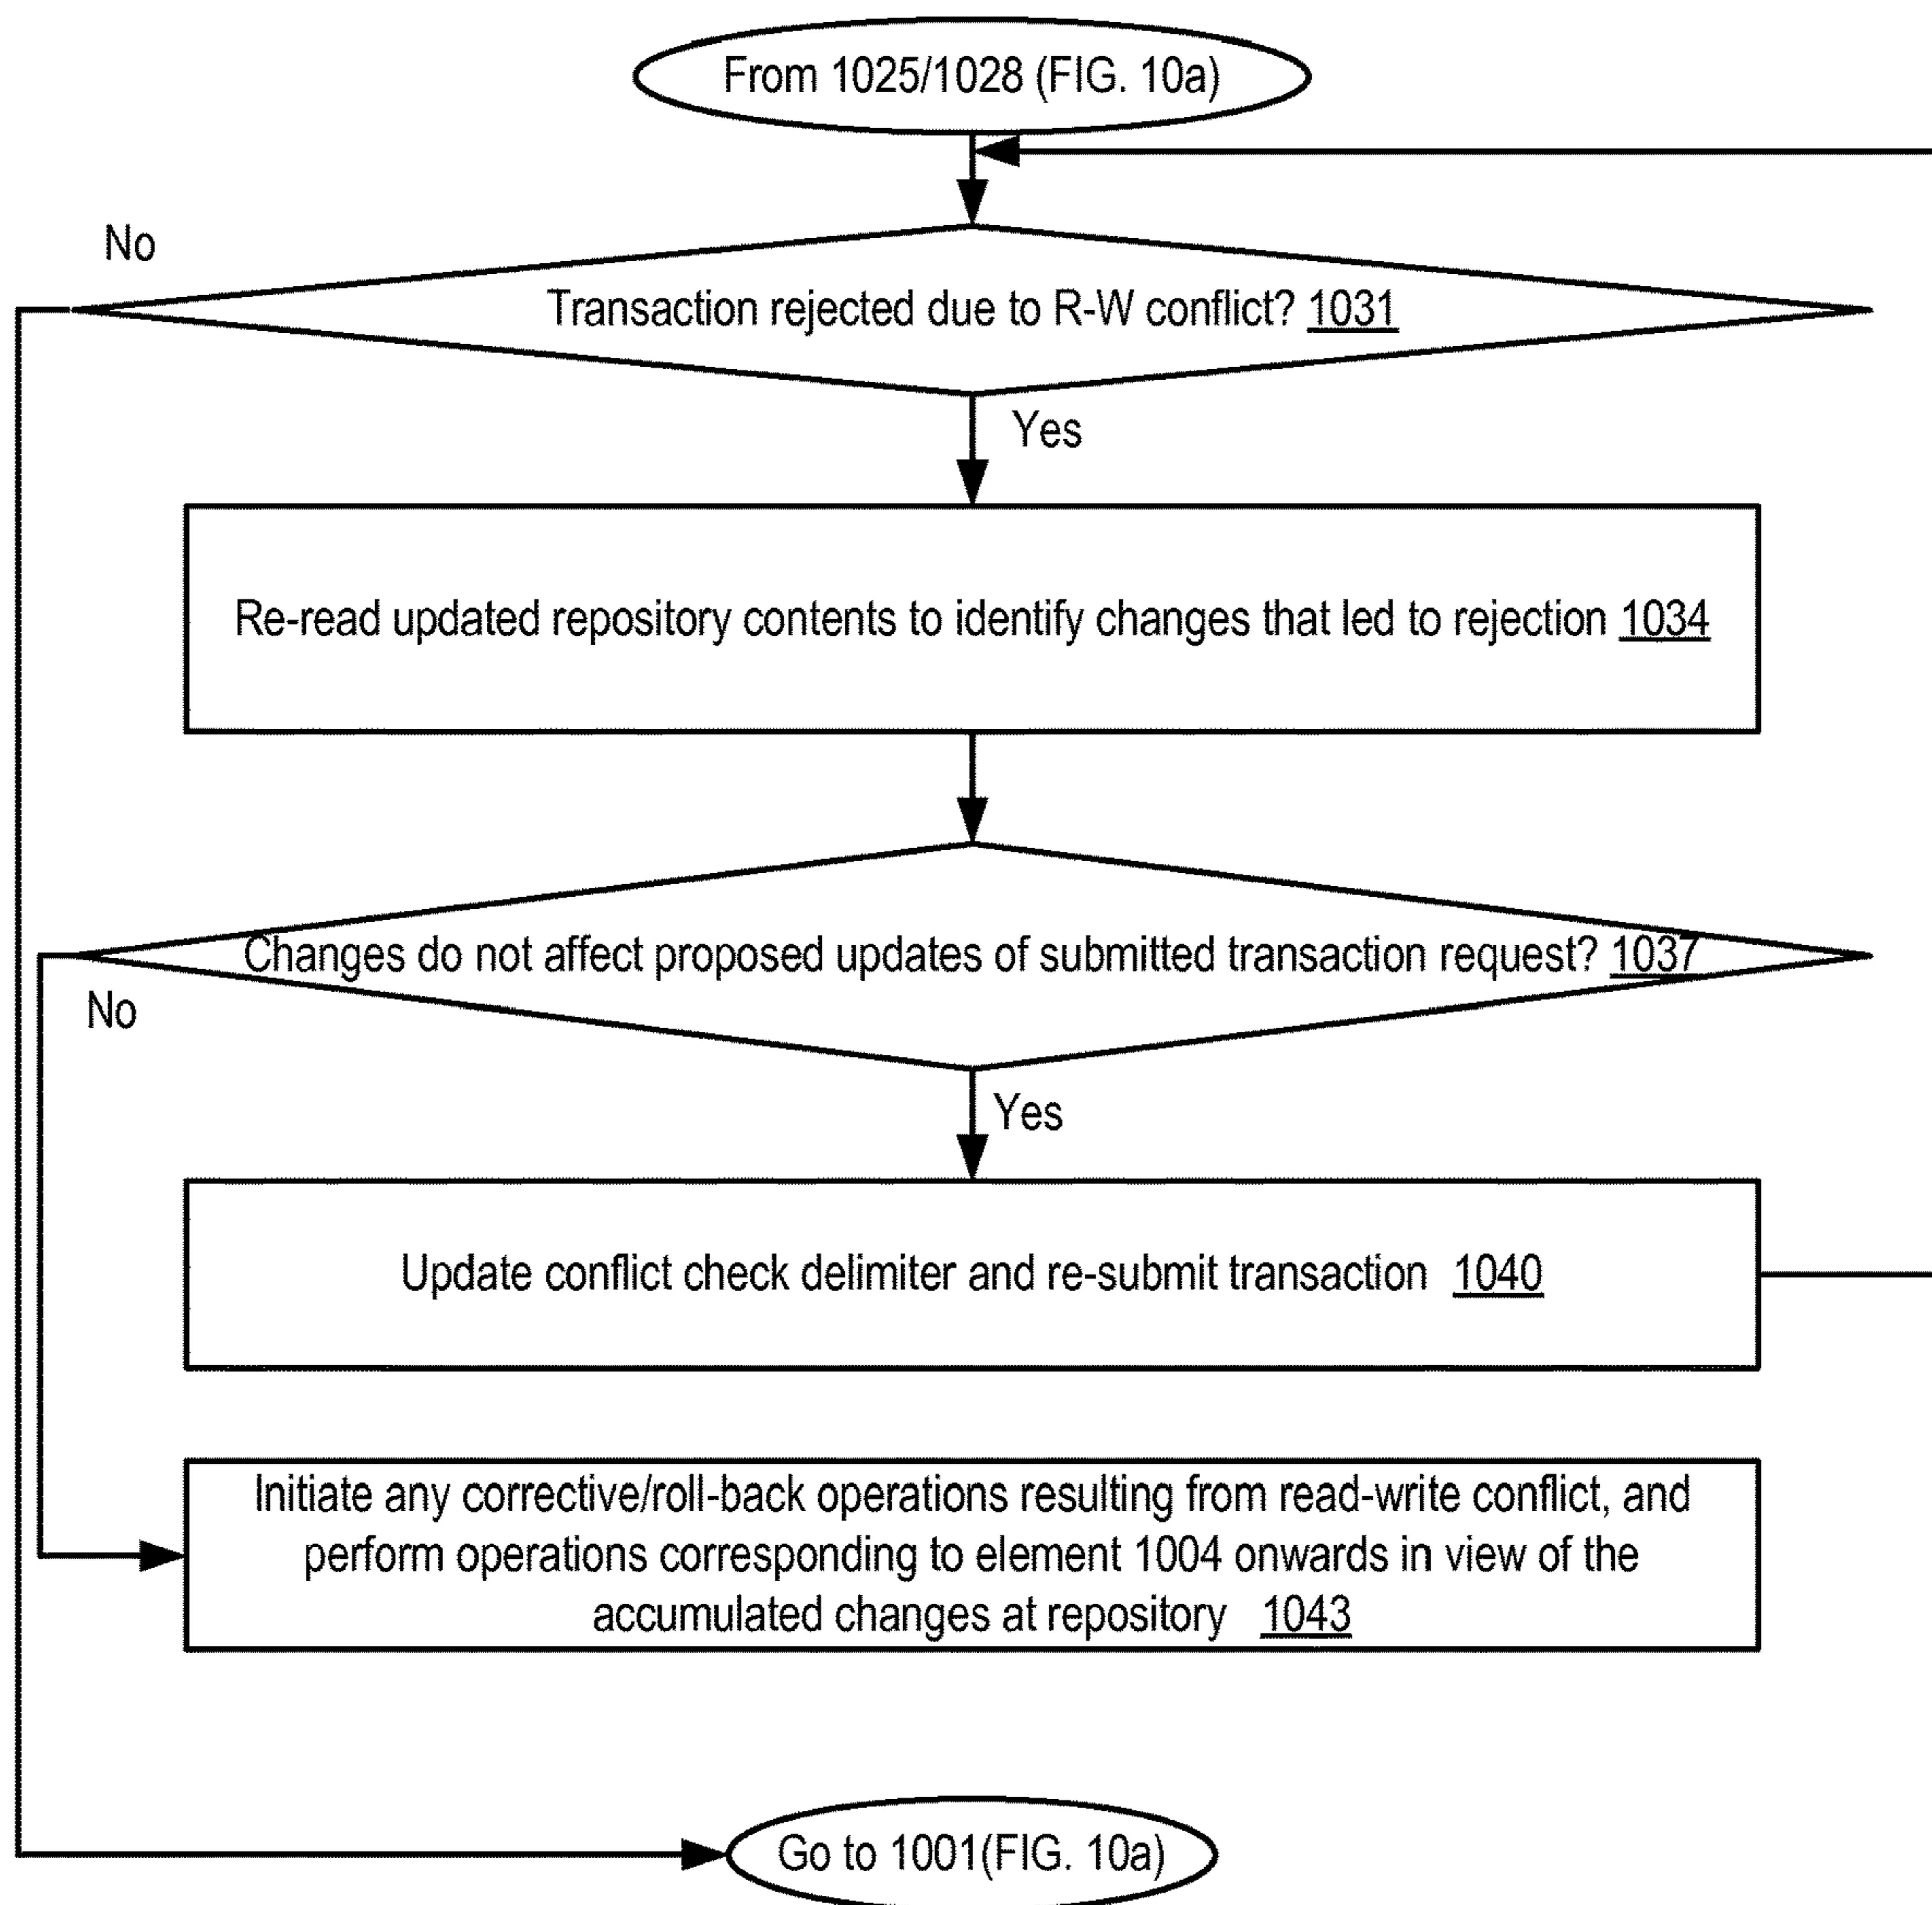 From 1025/1028 (FIG. 10a)
No
Transaction rejected due to R-W conflict? 1031
Yes
Re-read updated repository contents to identify changes that led to rejection 1034
Changes do not affect proposed updates of submitted transaction request? 1037
No
Yes
Update conflict check delimiter and re-submit transaction 1040
Initiate any corrective/roll-back operations resulting from read-write conflict, and
perform operations corresponding to element 1004 onwards in view of the
accumulated changes at repository 1043
Go to 1001(FIG. 10a)